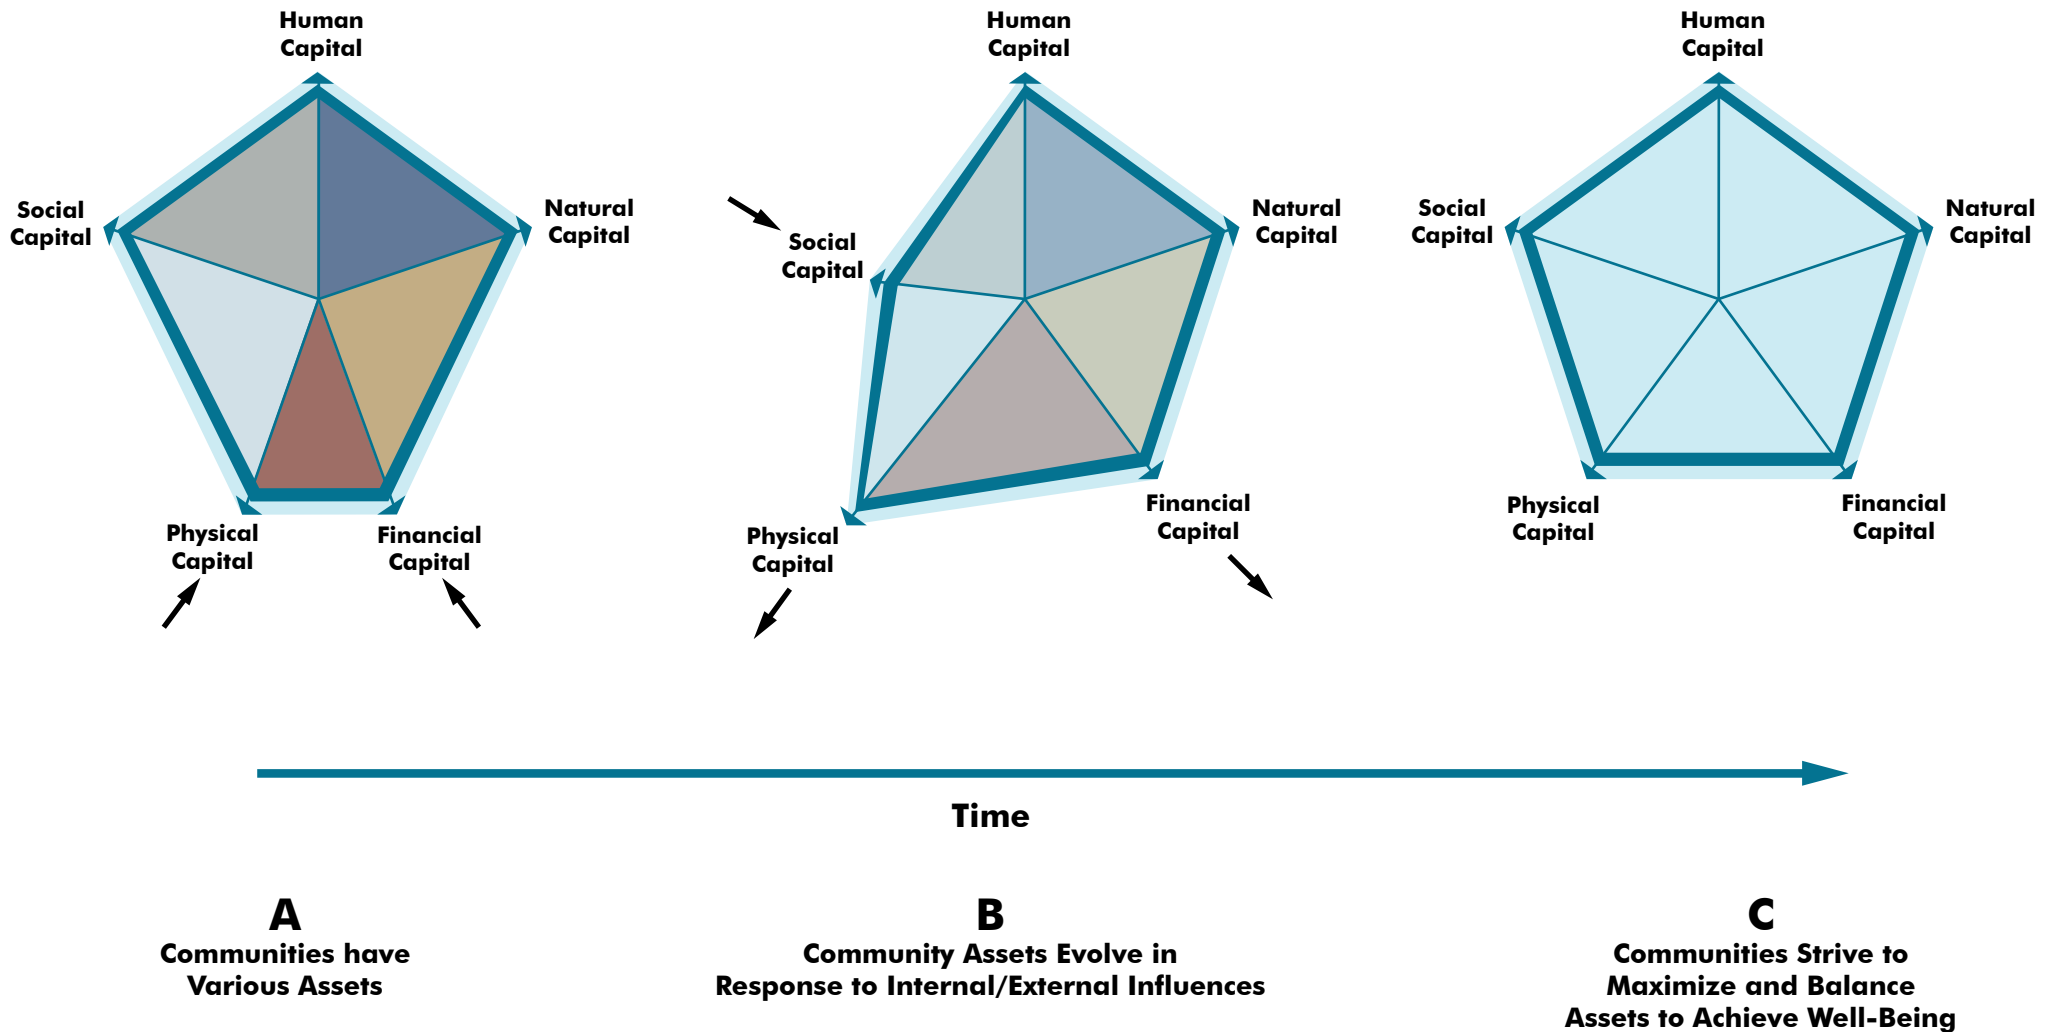 Human
Capital
Social
Capital
Natural
Capital
Physical
Capital
Financial
Capital
Human
Capital
Social
Capital
Natural
Capital
Physical
Capital
Financial
Capital
Human
Capital
Social
Capital
Natural
Capital
Physical
Capital
Financial
Capital
Time
A
Communities have
Various Assets
B
Community Assets Evolve in
Response to Internal/External Influences
C
Communities Strive to
Maximize and Balance
Assets to Achieve Well-Being